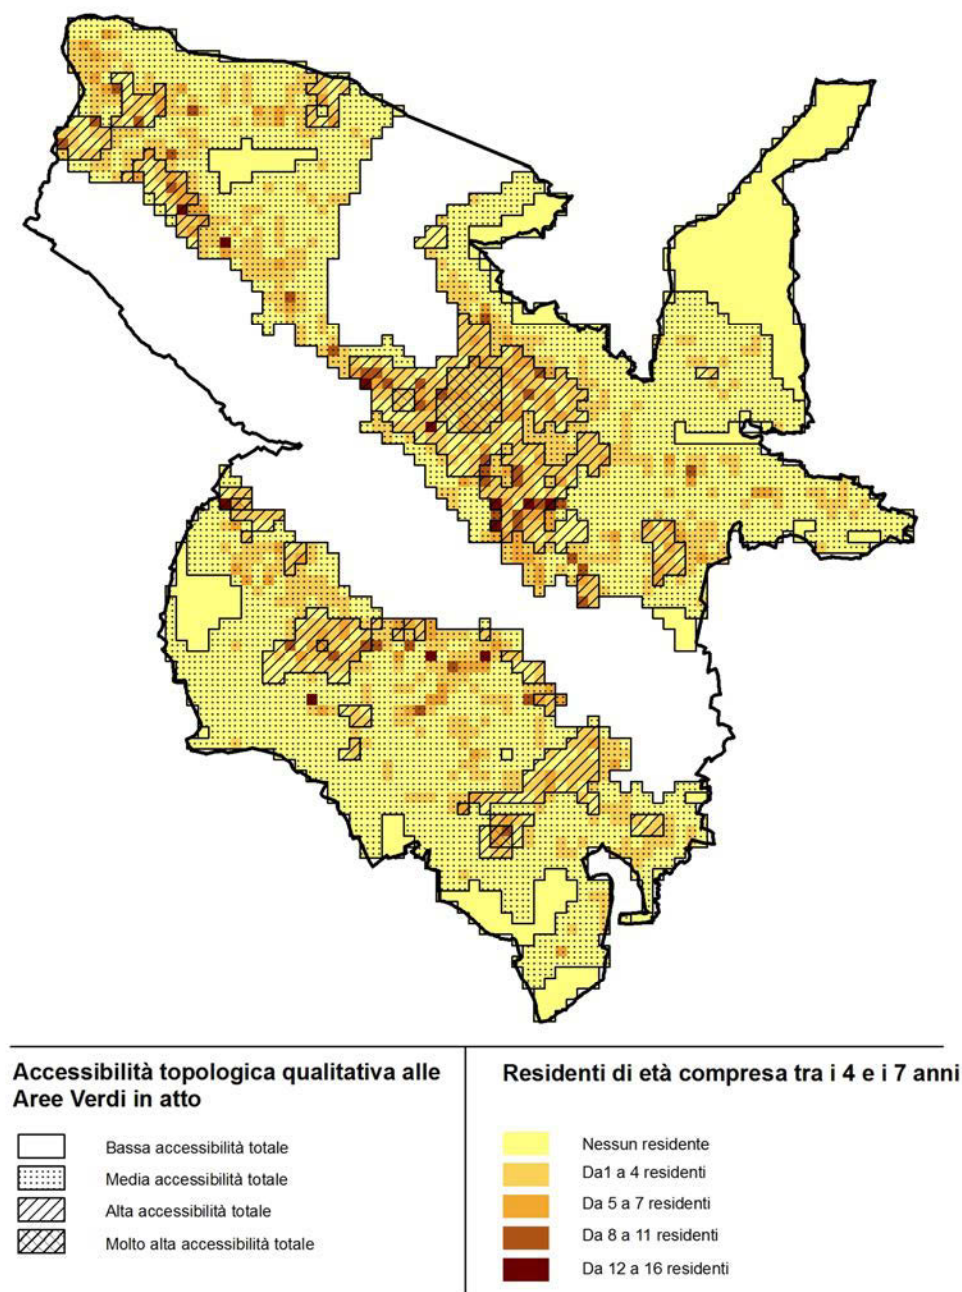 Accessibilità topologica qualitativa alle
Aree Verdi in atto
Bassa accessibilità totale
Media accessibilità totale
Alta accessibilità totale
Molto alta accessibilità totale
Residenti di età compresa tra i 4 e i 7 anni
Nessun residente
Da1 a 4 residenti
Da 5 a 7 residenti
Da 8 a 11 residenti
Da 12 a 16 residenti